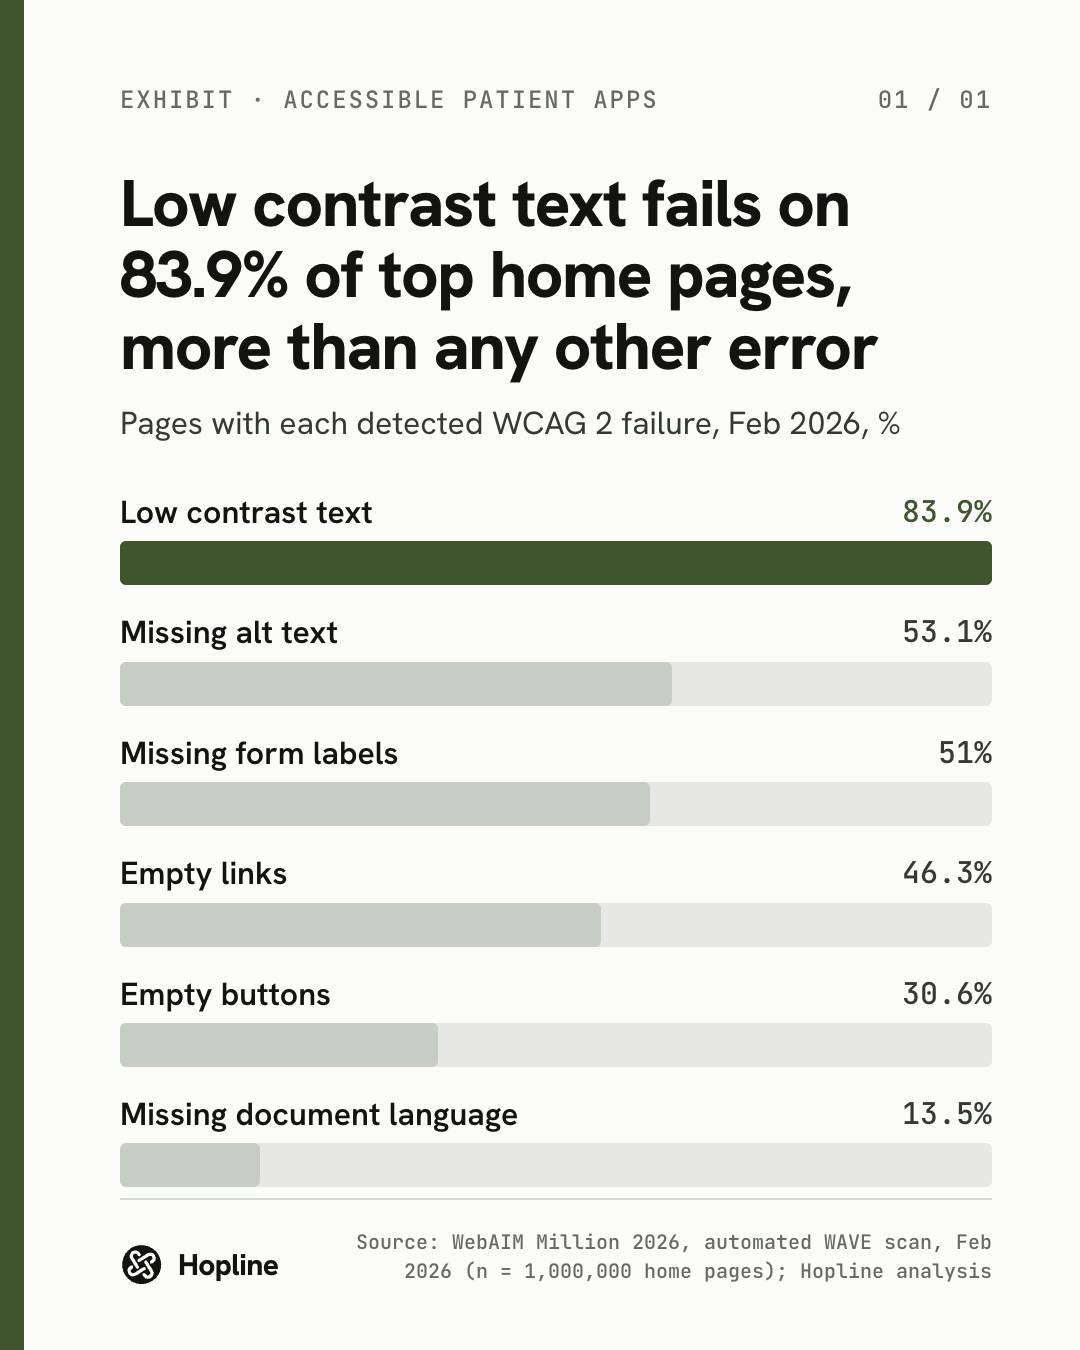 EXHIBIT · ACCESSIBLE PATIENT APPS
01 / 01
Low contrast text fails on
83.9% of top home pages,
more than any other error
Pages with each detected WCAG 2 failure, Feb 2026, %
Low contrast text 83.9%
Missing alt text 53.1%
Missing form labels 51%
Empty links 46.3%
Empty buttons 30.6%
Missing document language 13.5%
Hopline
Source: WebAIM Million 2026, automated WAVE scan, Feb
2026 (n = 1,000,000 home pages); Hopline analysis